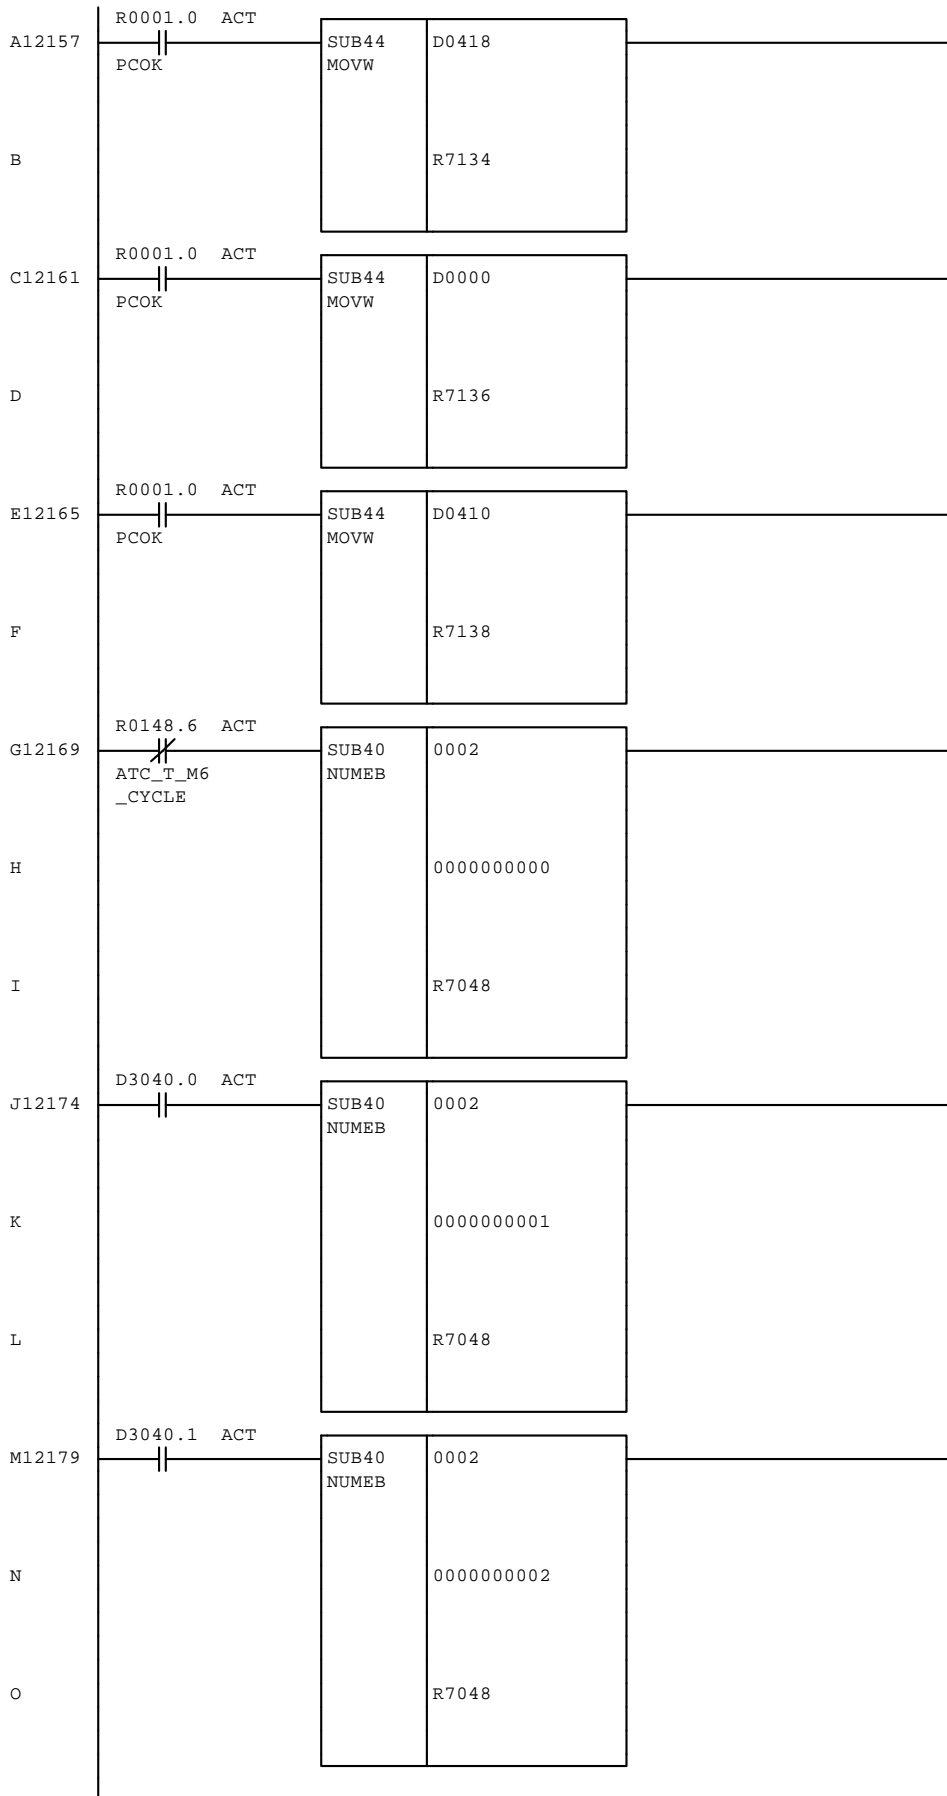 R0001.0 ACT
A12157 SUB44 D0418
PCOK MOVW
B R7134
R0001.0 ACT
C12161 SUB44 D0000
PCOK MOVW
D R7136
R0001.0 ACT
E12165 SUB44 D0410
PCOK MOVW
F R7138
R0148.6 ACT
G12169 SUB40 0002
ATC_T_M6 NUMEB
_CYCLE
H 0000000000
I R7048
D3040.0 ACT
J12174 SUB40 0002
NUMEB
K 0000000001
L R7048
D3040.1 ACT
M12179 SUB40 0002
NUMEB
N 0000000002
O R7048